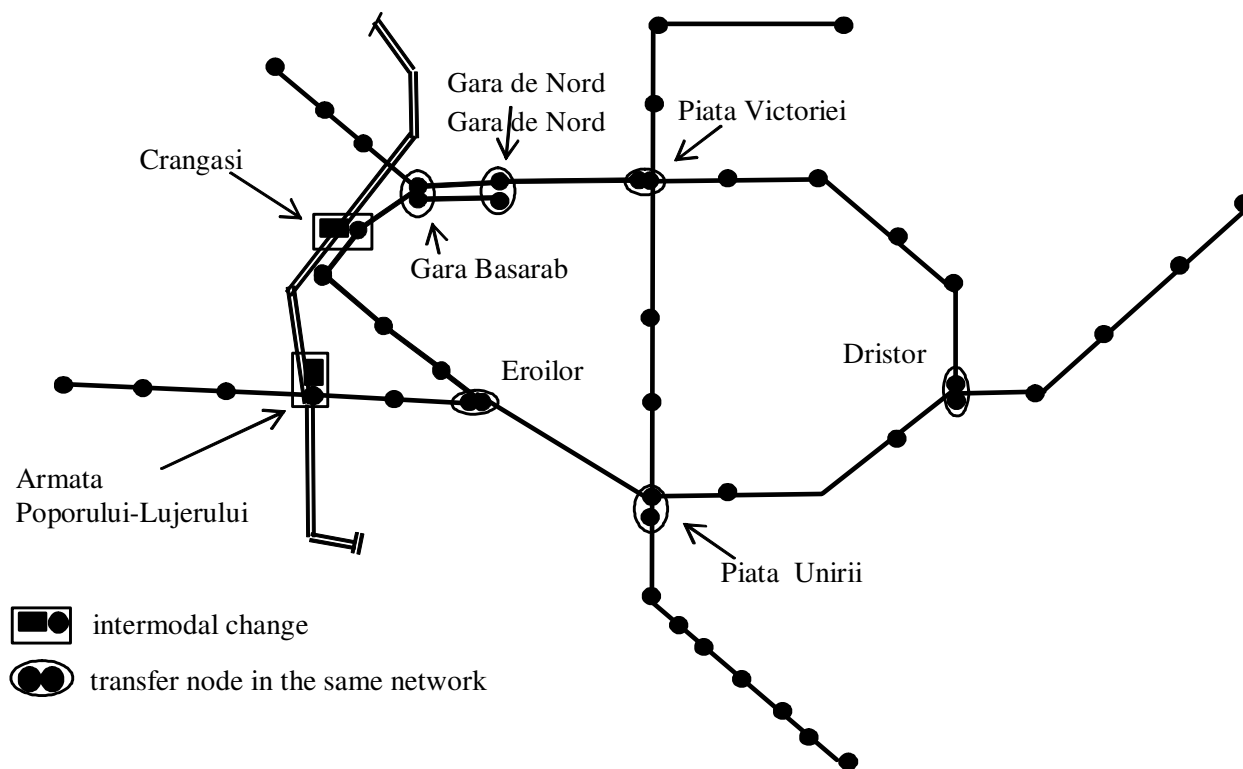 Gara de Nord
Gara de Nord
Piata Victoriei
Crangasi
Gara Basarab
Eroilor
Dristor
Armata
Poporului-Lujerului
Piata Unirii
intermodal change
transfer node in the same network